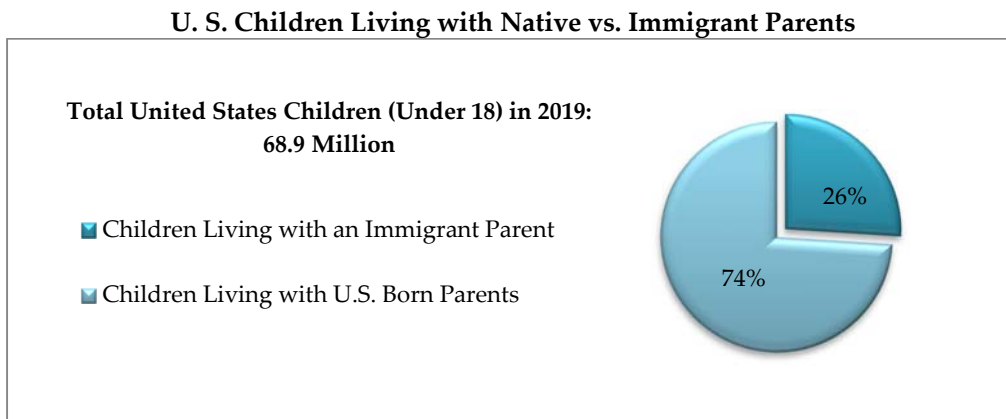 U. S. Children Living with Native vs. Immigrant Parents
Total United States Children (Under 18) in 2019:
68.9 Million
Children Living with an Immigrant Parent
Children Living with U.S. Born Parents
26%
74%